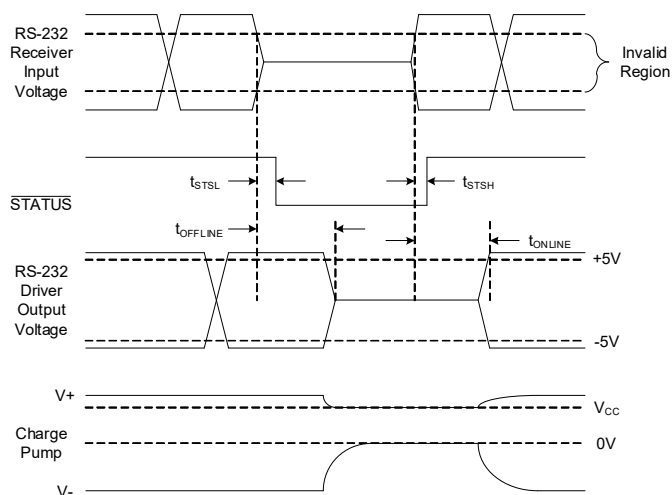 RS-232
Receiver
Input
Voltage
Invalid
Region
tSTSL
tSTSH
STATUS
tOFFLINE
tONLINE
RS-232
Driver
Output
Voltage
+5V
-5V
V+
VCC
Charge
Pump
0V
V-